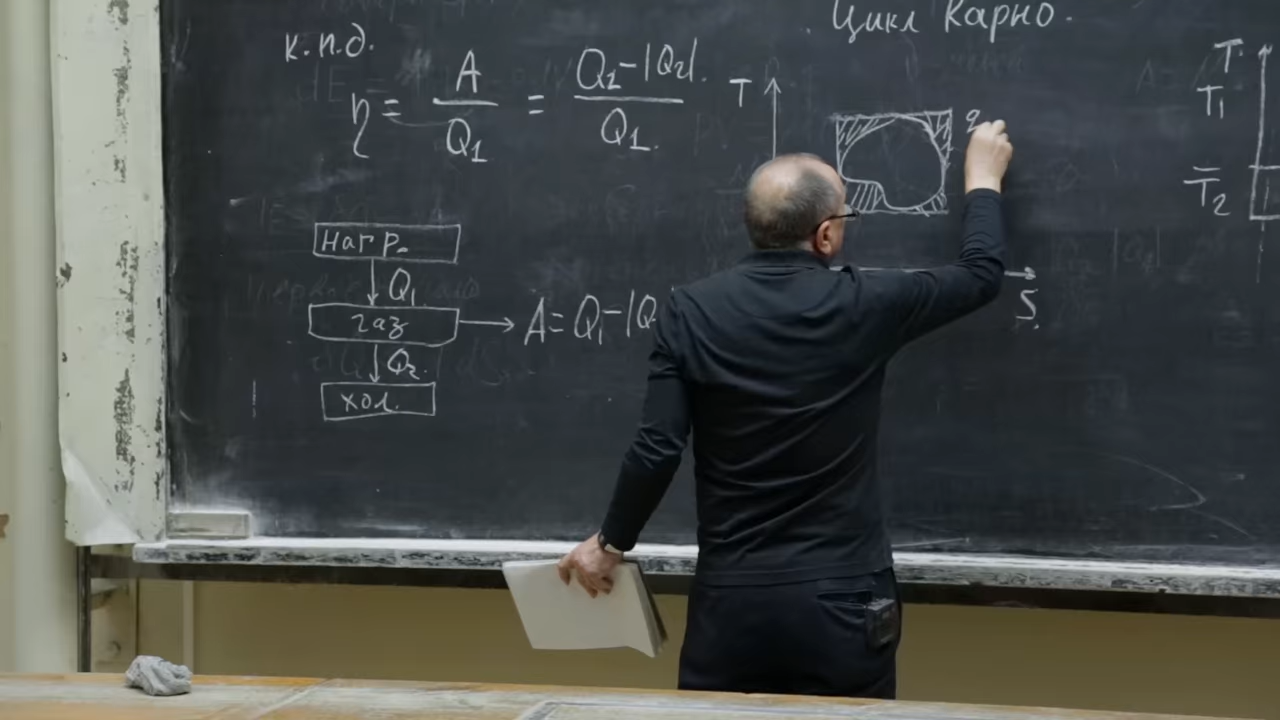 Цикл Карно.
к.п.д.
η = A / Q₁ = Q₁-|Q₂|. / Q₁.
T
T.
T₁
T₂
нагр.
Q₁
газ
A=Q₁-|Q
Q₂.
хол.
S.